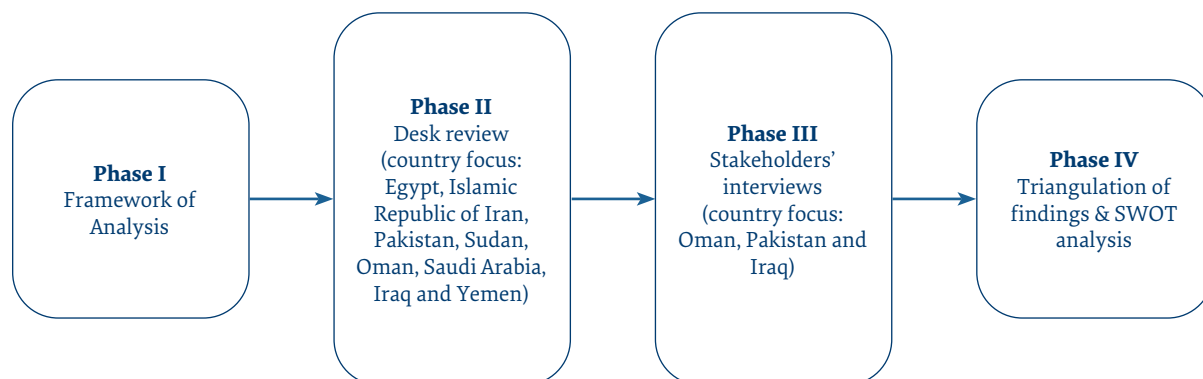 Phase I
Framework of
Analysis
Phase II
Desk review
(country focus:
Egypt, Islamic
Republic of Iran,
Pakistan, Sudan,
Oman, Saudi Arabia,
Iraq and Yemen)
Phase III
Stakeholders’
interviews
(country focus:
Oman, Pakistan and
Iraq)
Phase IV
Triangulation of
findings & SWOT
analysis